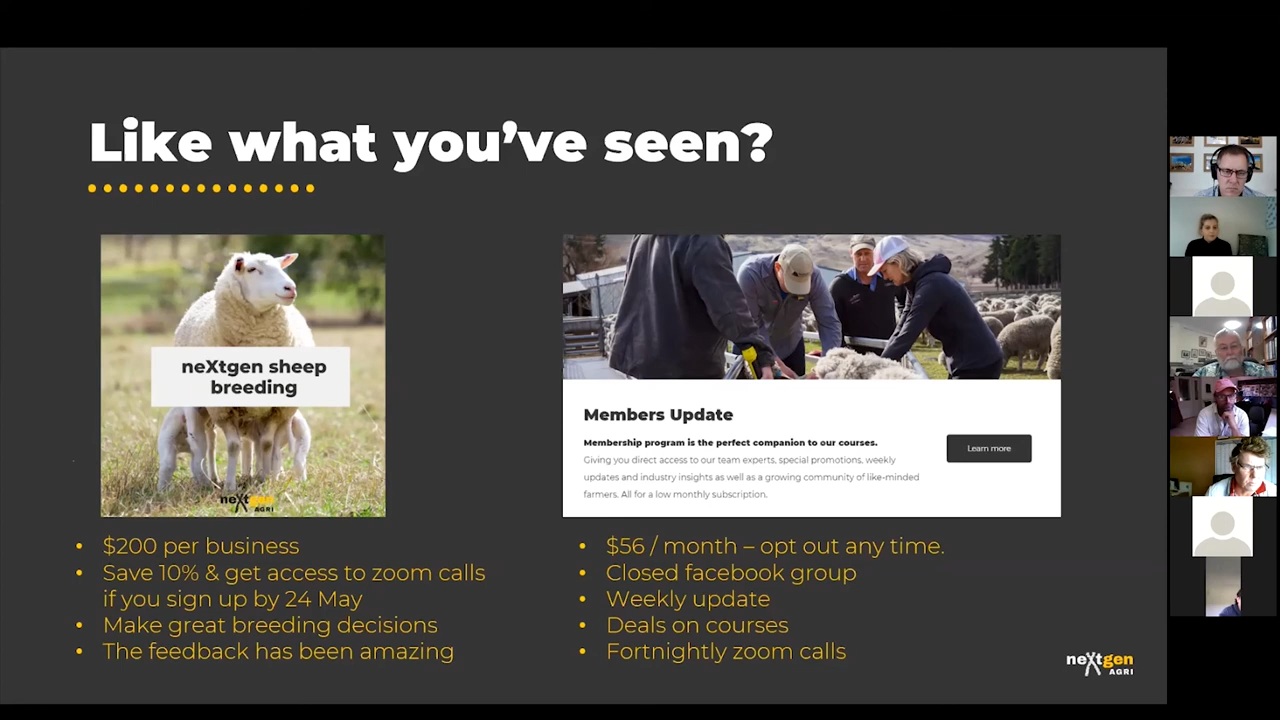 Like what you've seen?
neXtgen sheep
breeding
neXtgen
AGRI
• $200 per business
• Save 10% & get access to zoom calls
if you sign up by 24 May
• Make great breeding decisions
• The feedback has been amazing
Members Update
Membership program is the perfect companion to our courses.
Giving you direct access to our team experts, special promotions, weekly
updates and industry insights as well as a growing community of like-minded
farmers. All for a low monthly subscription.
Learn more
• $56 / month – opt out any time.
• Closed facebook group
• Weekly update
• Deals on courses
• Fortnightly zoom calls
neXtgen
AGRI